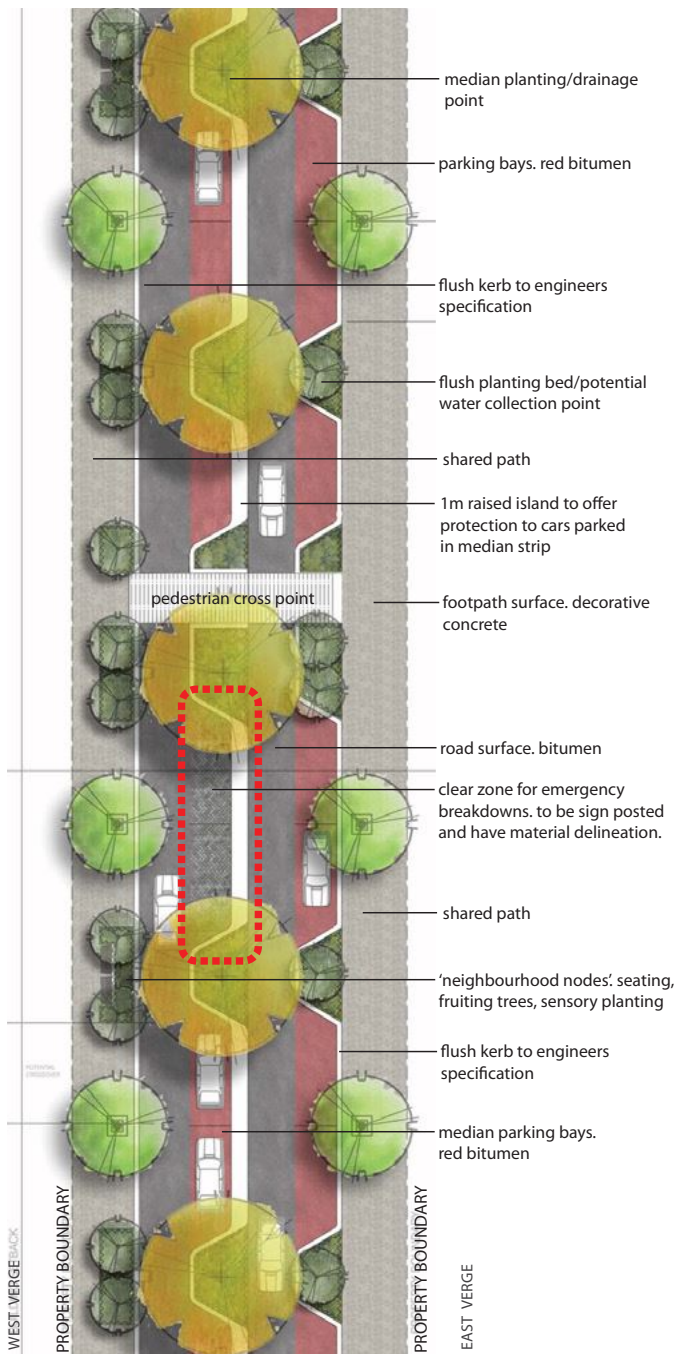 median planting/drainage
point
parking bays. red bitumen
flush kerb to engineers
specification
flush planting bed/potential
water collection point
shared path
1m raised island to offer
protection to cars parked
in median strip
pedestrian cross point
footpath surface. decorative
concrete
road surface. bitumen
clear zone for emergency
breakdowns. to be sign posted
and have material delineation.
shared path
‘neighbourhood nodes’. seating,
fruiting trees, sensory planting
flush kerb to engineers
specification
POTENTIAL
CROSSOVER
median parking bays.
red bitumen
WEST VERGE
PROPERTY BOUNDARY
PROPERTY BOUNDARY
EAST VERGE